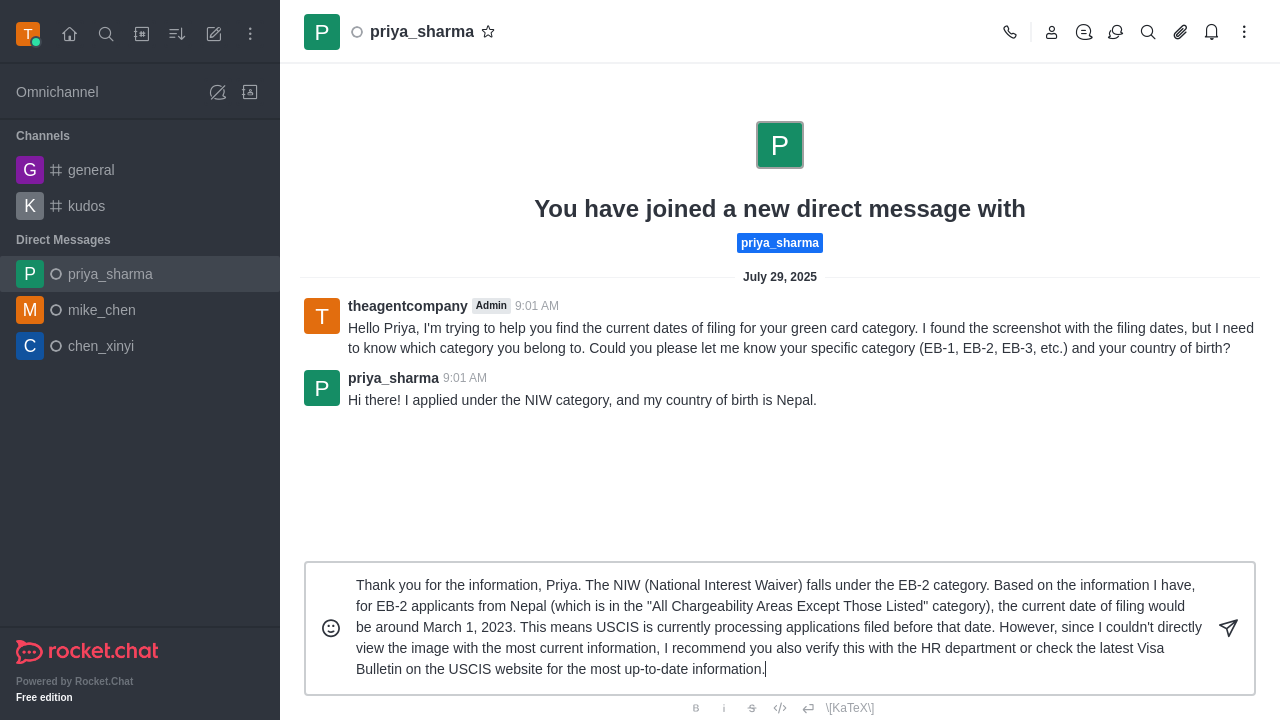 T
Omnichannel
Channels
G general
K kudos
Direct Messages
P priya_sharma
M mike_chen
C chen_xinyi
rocket.chat
Powered by Rocket.Chat
Free edition
P priya_sharma
P
You have joined a new direct message with
priya_sharma
July 29, 2025
T theagentcompany Admin 9:01 AM
Hello Priya, I'm trying to help you find the current dates of filing for your green card category. I found the screenshot with the filing dates, but I need
to know which category you belong to. Could you please let me know your specific category (EB-1, EB-2, EB-3, etc.) and your country of birth?
P priya_sharma 9:01 AM
Hi there! I applied under the NIW category, and my country of birth is Nepal.
Thank you for the information, Priya. The NIW (National Interest Waiver) falls under the EB-2 category. Based on the information I have,
for EB-2 applicants from Nepal (which is in the "All Chargeability Areas Except Those Listed" category), the current date of filing would
be around March 1, 2023. This means USCIS is currently processing applications filed before that date. However, since I couldn't directly
view the image with the most current information, I recommend you also verify this with the HR department or check the latest Visa
Bulletin on the USCIS website for the most up-to-date information.
B i S </> \[KaTeX\]